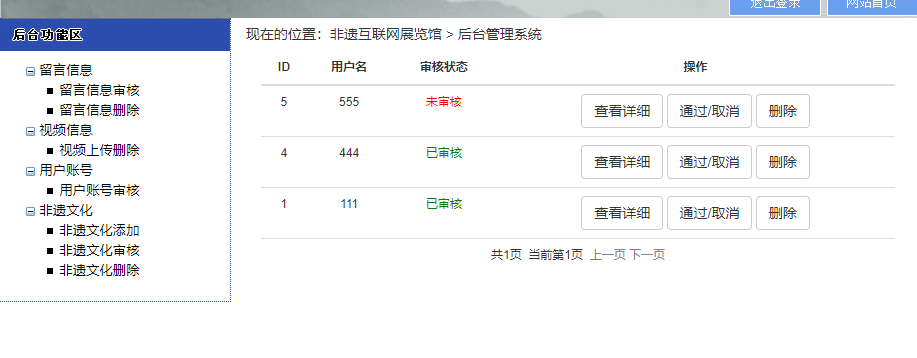 退出登录 网站首页
后台功能区
现在的位置：非遗互联网展览馆 > 后台管理系统
留言信息
留言信息审核
留言信息删除
视频信息
视频上传删除
用户账号
用户账号审核
非遗文化
非遗文化添加
非遗文化审核
非遗文化删除
ID 用户名 审核状态 操作
5 555 未审核 查看详细 通过/取消 删除
4 444 已审核 查看详细 通过/取消 删除
1 111 已审核 查看详细 通过/取消 删除
共1页 当前第1页 上一页 下一页